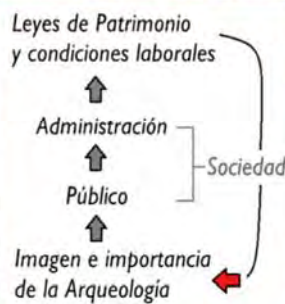 Leyes de Patrimonio
y condiciones laborales
Administración
Sociedad
Público
Imagen e importancia
de la Arqueología